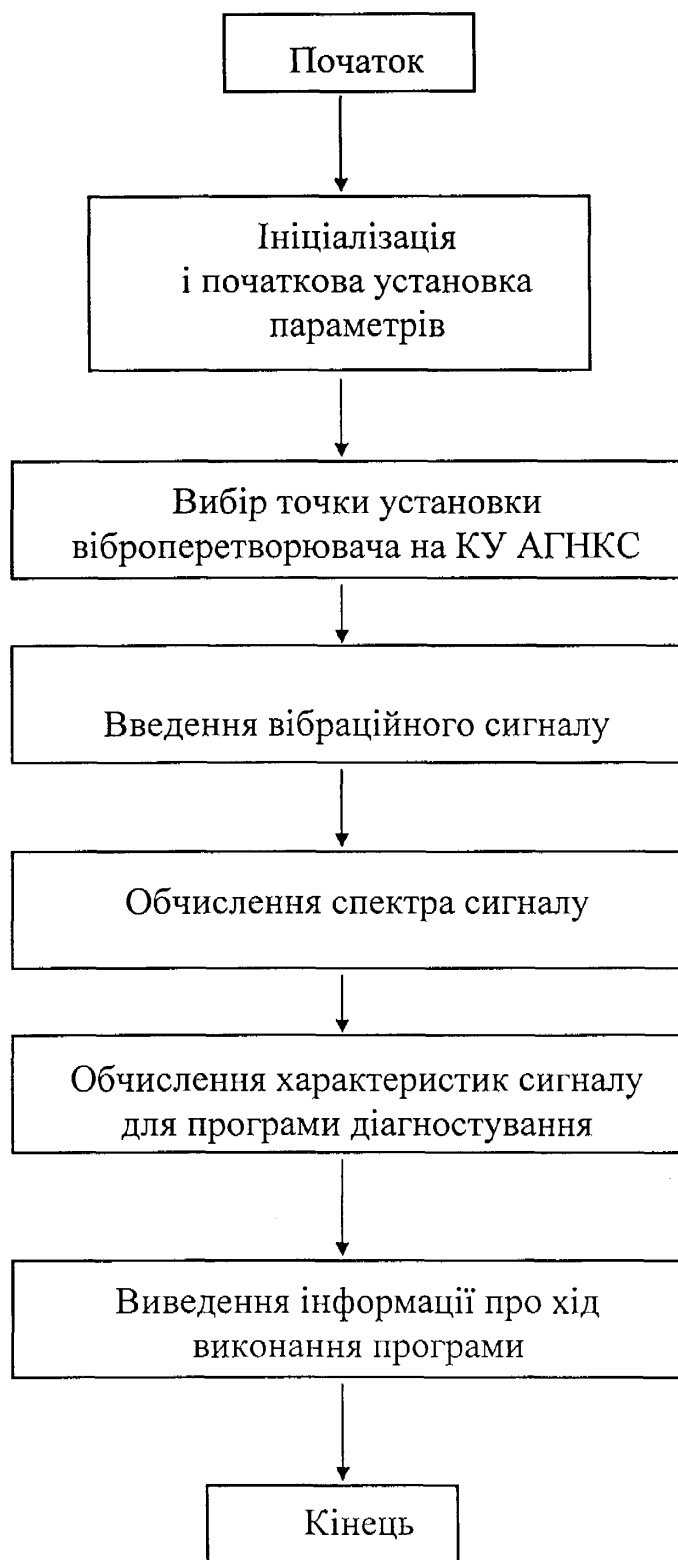 Початок
Ініціалізація
і початкова установка
параметрів
Вибір точки установки
віброперетворювача на КУ АГНКС
Введення вібраційного сигналу
Обчислення спектра сигналу
Обчислення характеристик сигналу
для програми діагностування
Виведення інформації про хід
виконання програми
Кінець